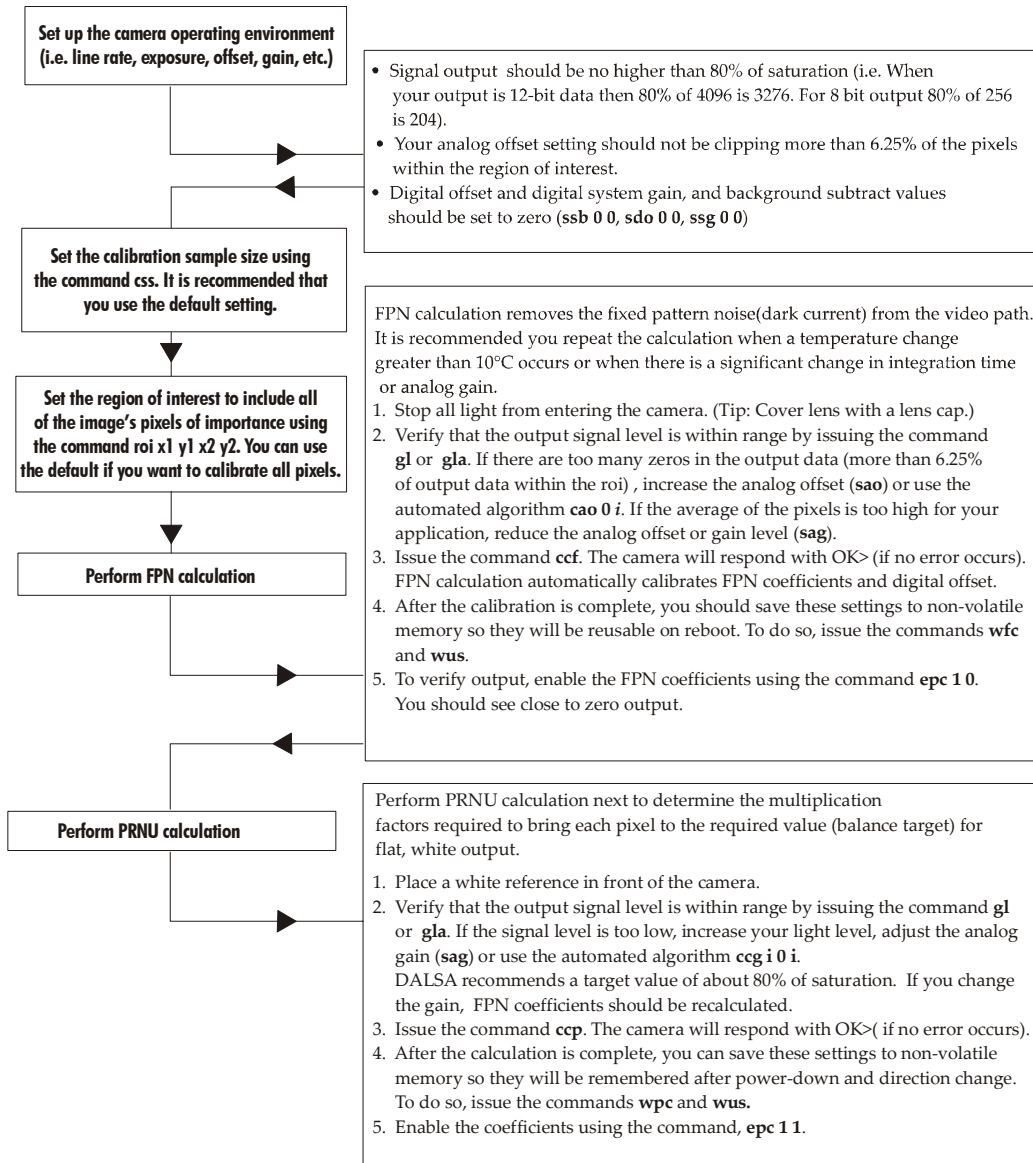 Set up the camera operating environment
(i.e. line rate, exposure, offset, gain, etc.)
• Signal output should be no higher than 80% of saturation (i.e. When
your output is 12-bit data then 80% of 4096 is 3276. For 8 bit output 80% of 256
is 204).
• Your analog offset setting should not be clipping more than 6.25% of the pixels
within the region of interest.
• Digital offset and digital system gain, and background subtract values
should be set to zero (ssb 0 0, sdo 0 0, ssg 0 0)
Set the calibration sample size using
the command css. It is recommended that
you use the default setting.
Set the region of interest to include all
of the image's pixels of importance using
the command roi x1 y1 x2 y2. You can use
the default if you want to calibrate all pixels.
Perform FPN calculation
FPN calculation removes the fixed pattern noise(dark current) from the video path.
It is recommended you repeat the calculation when a temperature change
greater than 10°C occurs or when there is a significant change in integration time
or analog gain.
1. Stop all light from entering the camera. (Tip: Cover lens with a lens cap.)
2. Verify that the output signal level is within range by issuing the command
gl or gla. If there are too many zeros in the output data (more than 6.25%
of output data within the roi) , increase the analog offset (sao) or use the
automated algorithm cao 0 i. If the average of the pixels is too high for your
application, reduce the analog offset or gain level (sag).
3. Issue the command ccf. The camera will respond with OK> (if no error occurs).
FPN calculation automatically calibrates FPN coefficients and digital offset.
4. After the calibration is complete, you should save these settings to non-volatile
memory so they will be reusable on reboot. To do so, issue the commands wfc
and wus.
5. To verify output, enable the FPN coefficients using the command epc 1 0.
You should see close to zero output.
Perform PRNU calculation
Perform PRNU calculation next to determine the multiplication
factors required to bring each pixel to the required value (balance target) for
flat, white output.
1. Place a white reference in front of the camera.
2. Verify that the output signal level is within range by issuing the command gl
or gla. If the signal level is too low, increase your light level, adjust the analog
gain (sag) or use the automated algorithm ccg i 0 i.
DALSA recommends a target value of about 80% of saturation. If you change
the gain, FPN coefficients should be recalculated.
3. Issue the command ccp. The camera will respond with OK>( if no error occurs).
4. After the calculation is complete, you can save these settings to non-volatile
memory so they will be remembered after power-down and direction change.
To do so, issue the commands wpc and wus.
5. Enable the coefficients using the command, epc 1 1.